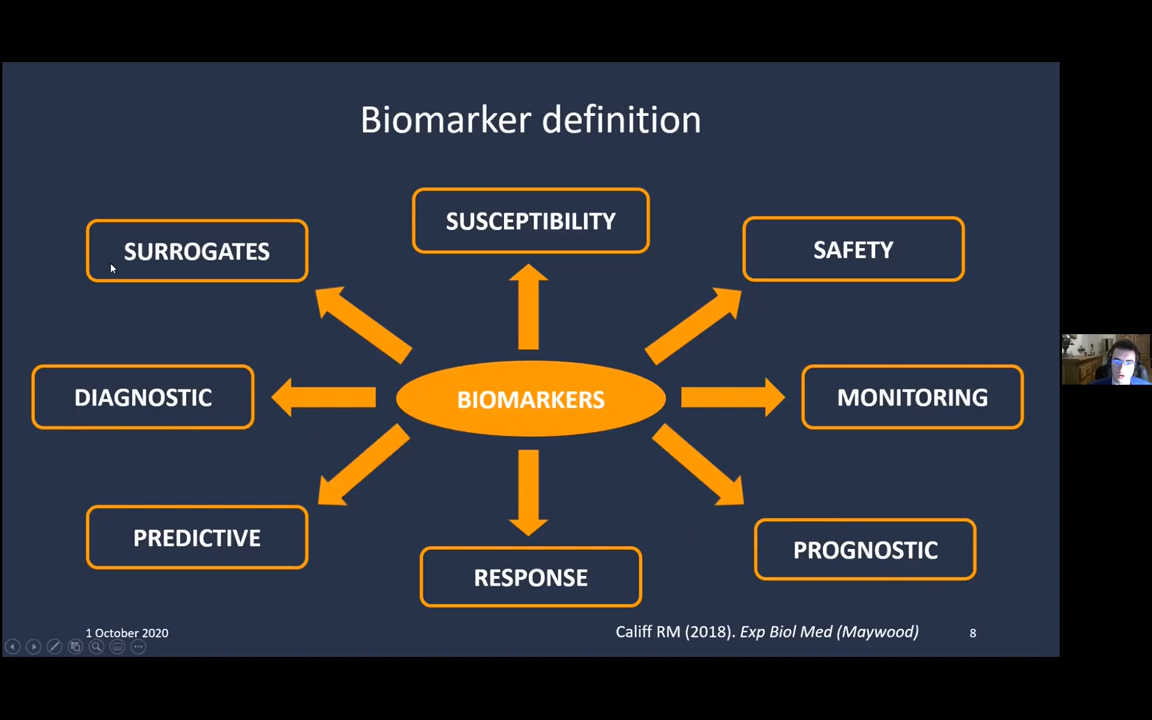 Biomarker definition
SUSCEPTIBILITY
SURROGATES
SAFETY
DIAGNOSTIC
BIOMARKERS
MONITORING
PREDICTIVE
RESPONSE
PROGNOSTIC
1 October 2020
Califf RM (2018). Exp Biol Med (Maywood)
8